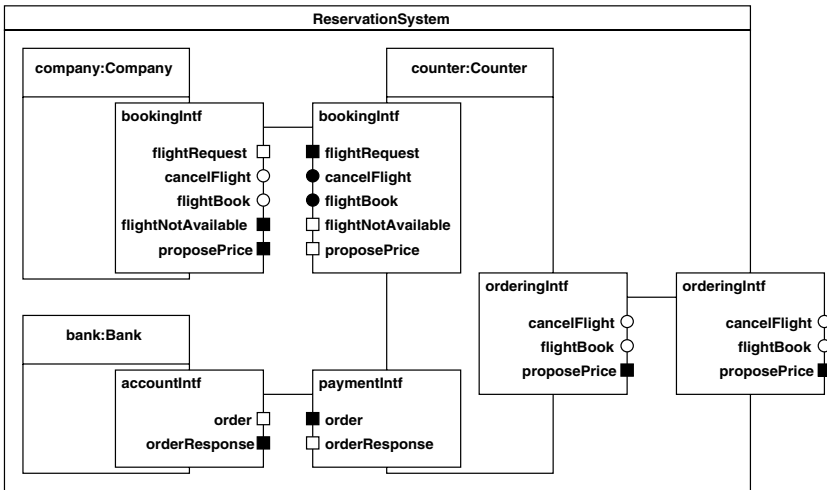 ReservationSystem
company:Company
counter:Counter
bookingIntf
flightRequest
cancelFlight
flightBook
flightNotAvailable
proposePrice
bookingIntf
flightRequest
cancelFlight
flightBook
flightNotAvailable
proposePrice
orderingIntf
cancelFlight
flightBook
proposePrice
orderingIntf
cancelFlight
flightBook
proposePrice
bank:Bank
accountIntf
order
orderResponse
paymentIntf
order
orderResponse